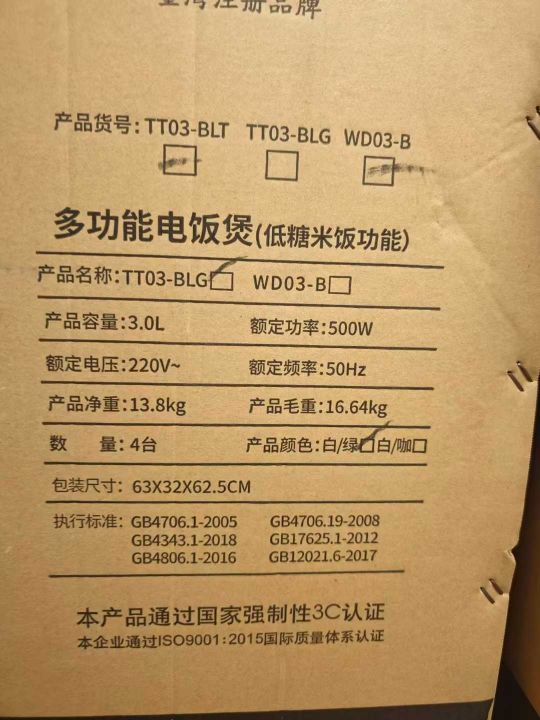 台湾注册品牌
产品货号:TT03-BLT TT03-BLG WD03-B
多功能电饭煲(低糖米饭功能)
产品名称:TT03-BLG□ WD03-B□
产品容量:3.0L 额定功率:500W
额定电压:220V~ 额定频率:50Hz
产品净重:13.8kg 产品毛重:16.64kg
数 量:4台 产品颜色:白/绿□白/咖□
包装尺寸: 63X32X62.5CM
执行标准: GB4706.1-2005 GB4706.19-2008
GB4343.1-2018 GB17625.1-2012
GB4806.1-2016 GB12021.6-2017
本产品通过国家强制性3C认证
本企业通过ISO9001:2015国际质量体系认证